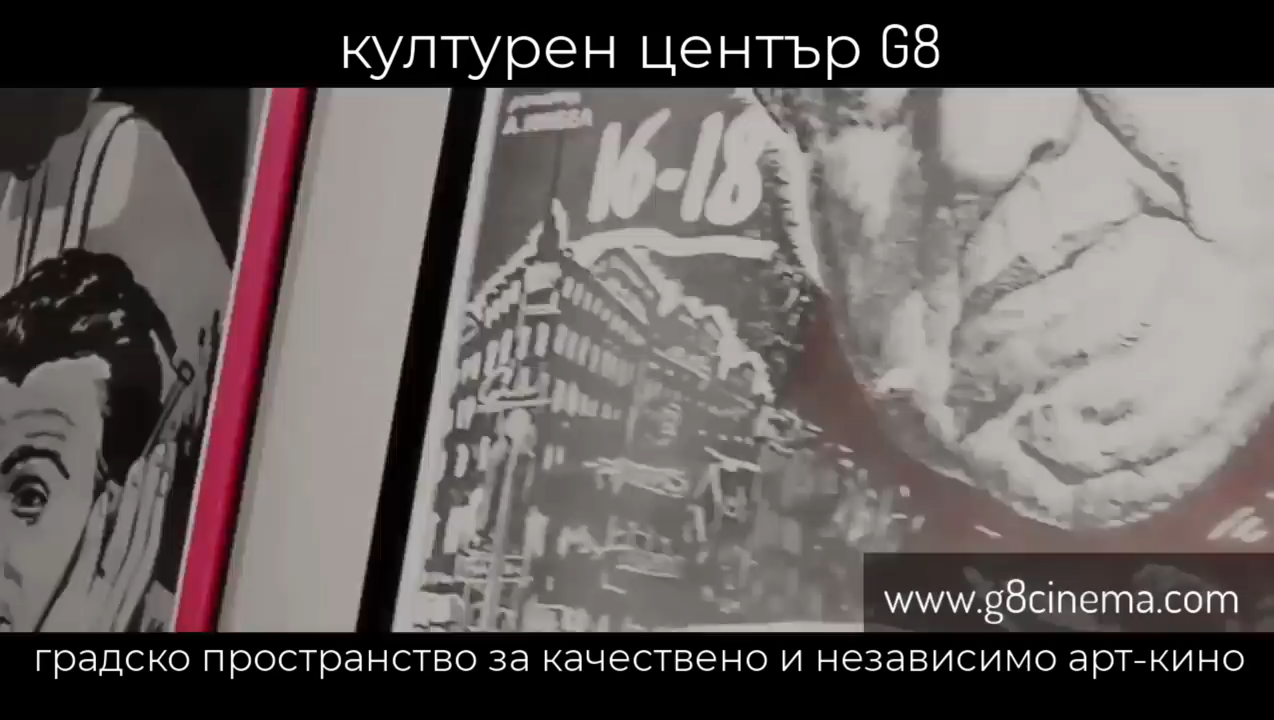 културен център G8
16-18
www.g8cinema.com
градско пространство за качествено и независимо арт-кино